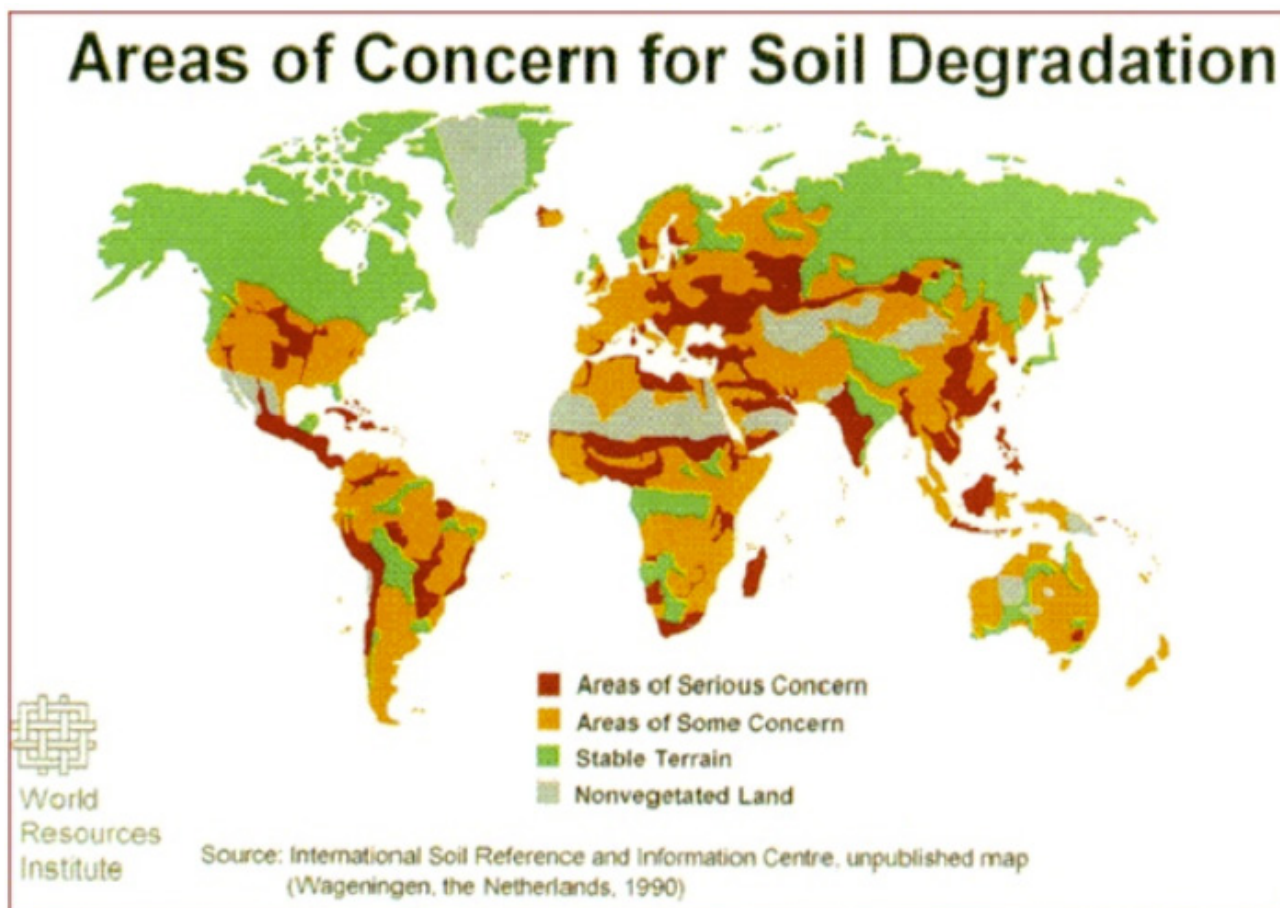 Areas of Concern for Soil Degradation
Areas of Serious Concern
Areas of Some Concern
Stable Terrain
Nonvegetated Land
World
Resources
Institute
Source: International Soil Reference and Information Centre, unpublished map
(Wageningen, the Netherlands, 1990)